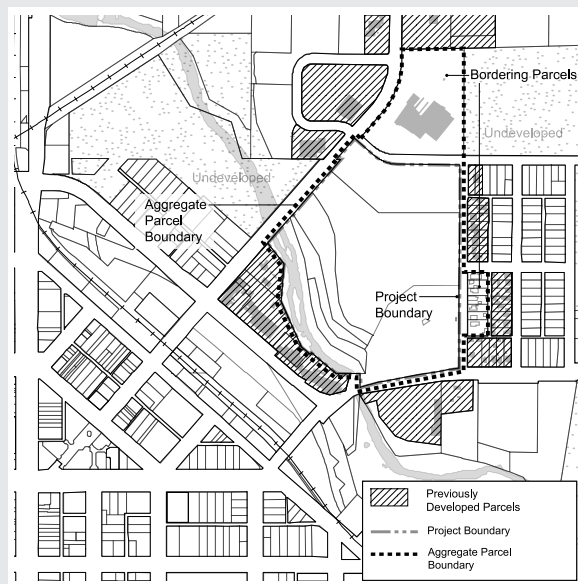 Bordering Parcels
Undeveloped
Undeveloped
Aggregate
Parcel
Boundary
Project
Boundary
Previously
Developed Parcels
Project Boundary
Aggregate Parcel
Boundary